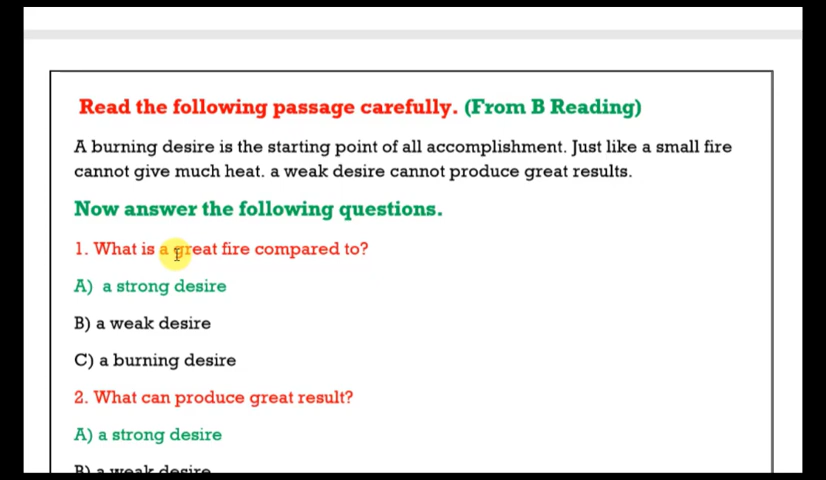 Read the following passage carefully. (From B Reading)
A burning desire is the starting point of all accomplishment. Just like a small fire
cannot give much heat. a weak desire cannot produce great results.
Now answer the following questions.
1. What is a great fire compared to?
A) a strong desire
B) a weak desire
C) a burning desire
2. What can produce great result?
A) a strong desire
B) a weak desire